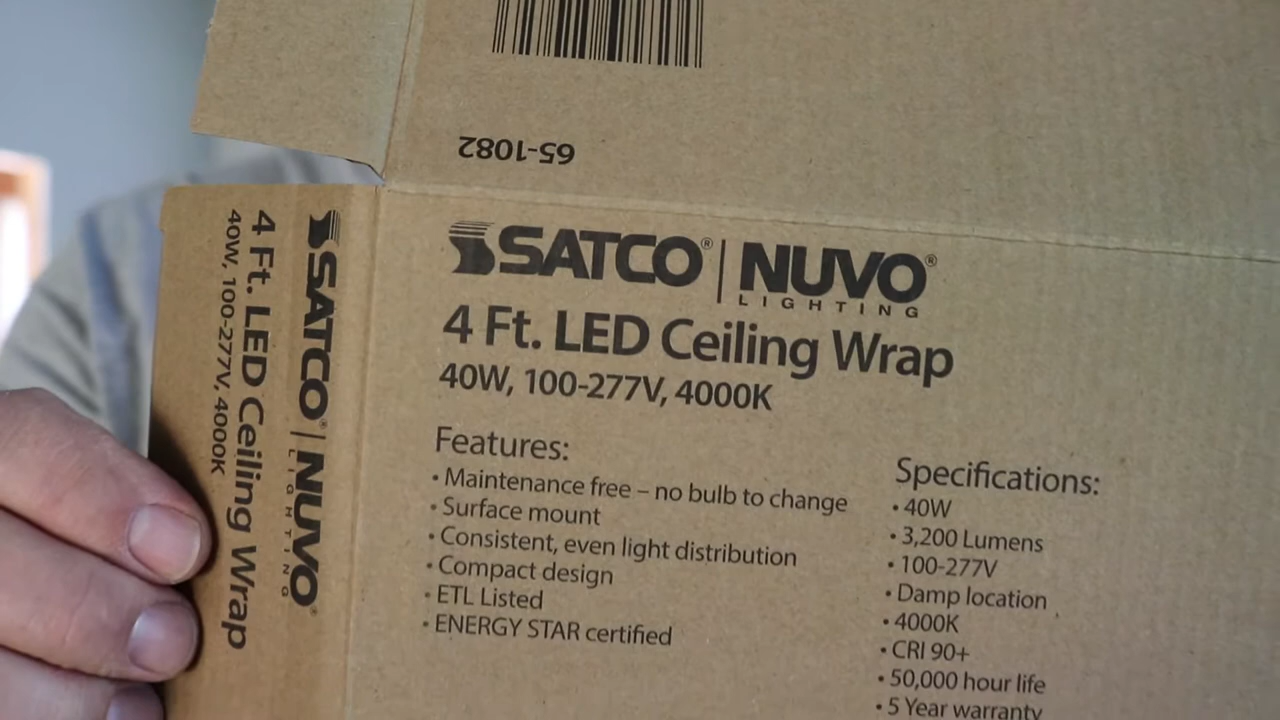 65-1082
SATCO® | NUVO®
LIGHTING
4 Ft. LED Ceiling Wrap
40W, 100-277V, 4000K
Features:
• Maintenance free – no bulb to change
• Surface mount
• Consistent, even light distribution
• Compact design
• ETL Listed
• ENERGY STAR certified
Specifications:
• 40W
• 3,200 Lumens
• 100-277V
• Damp location
• 4000K
• CRI 90+
• 50,000 hour life
• 5 Year warranty
SATCO | NUVO®
LIGHTING
4 Ft. LED Ceiling Wrap
40W, 100-277V, 4000K